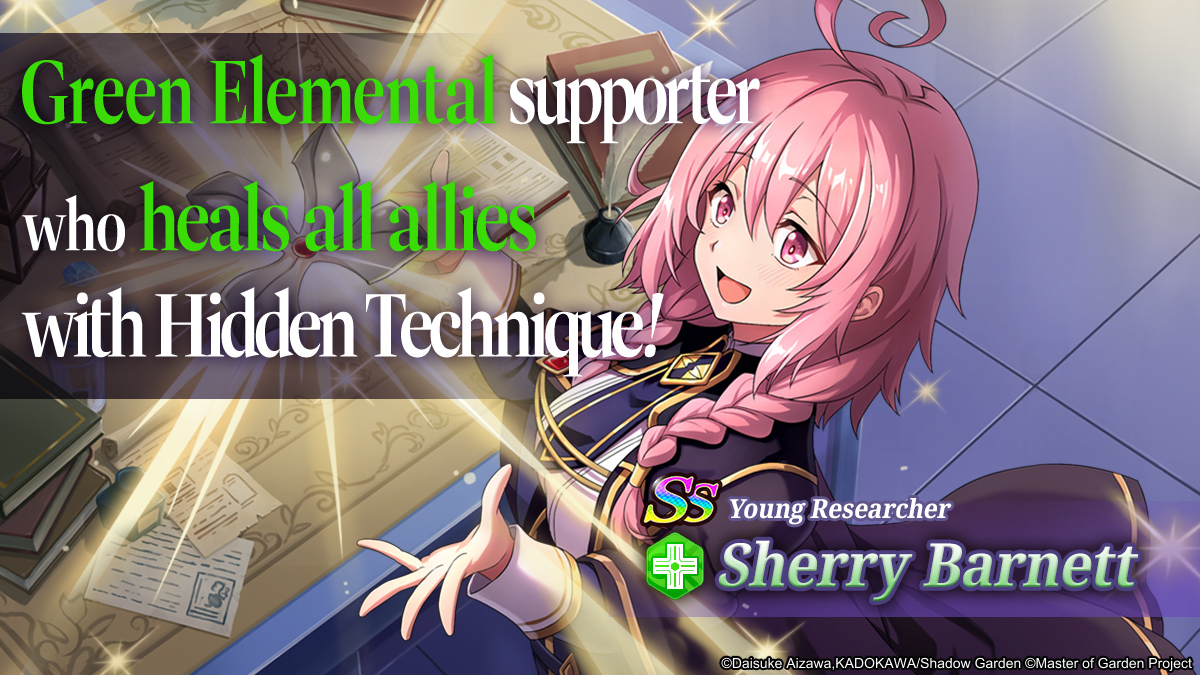 Green Elemental supporter
who heals all allies
with Hidden Technique!
Ss Young Researcher
Sherry Barnett
©Daisuke Aizawa,KADOKAWA/Shadow Garden ©Master of Garden Project